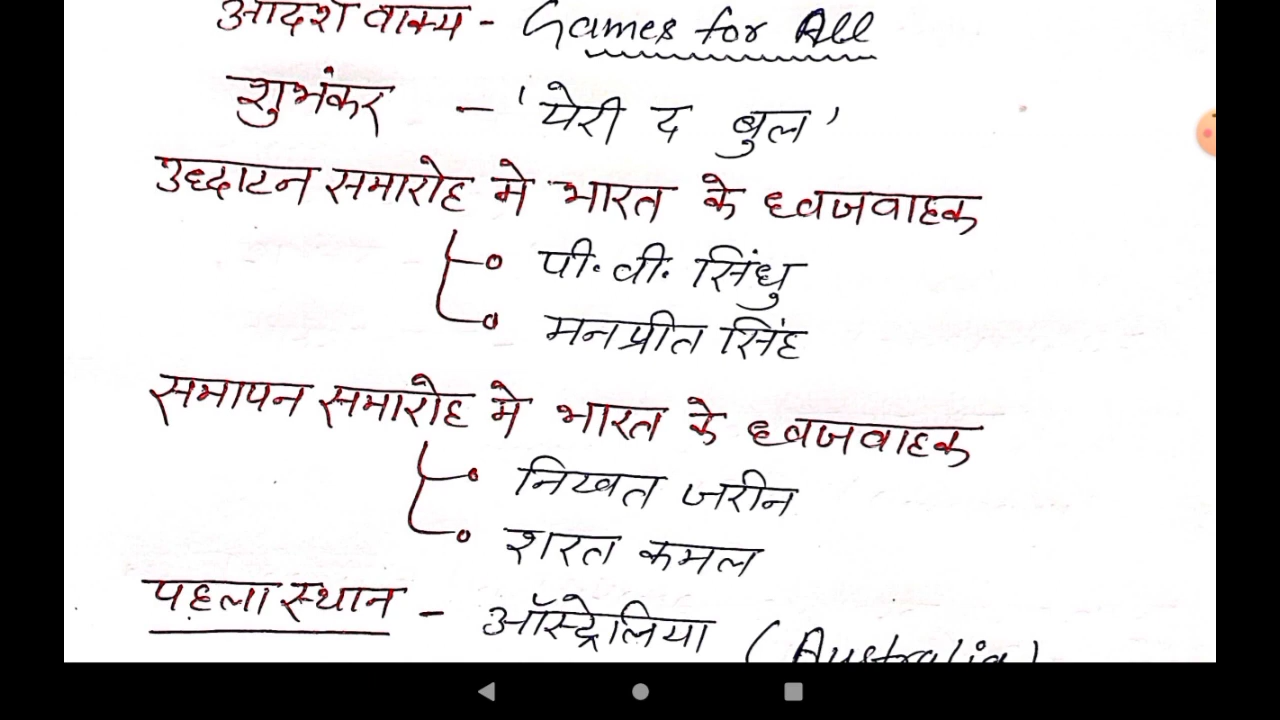 आदर्श वाक्य - Games for All
शुभंकर - 'पेरी द बुल'
उद्घाटन समारोह मे भारत के ध्वजवाहक
पी. वी. सिंधु
मनप्रीत सिंह
समापन समारोह मे भारत के ध्वजवाहक
निखत जरीन
शरत कमल
पहला स्थान - ऑस्ट्रेलिया (Australia)